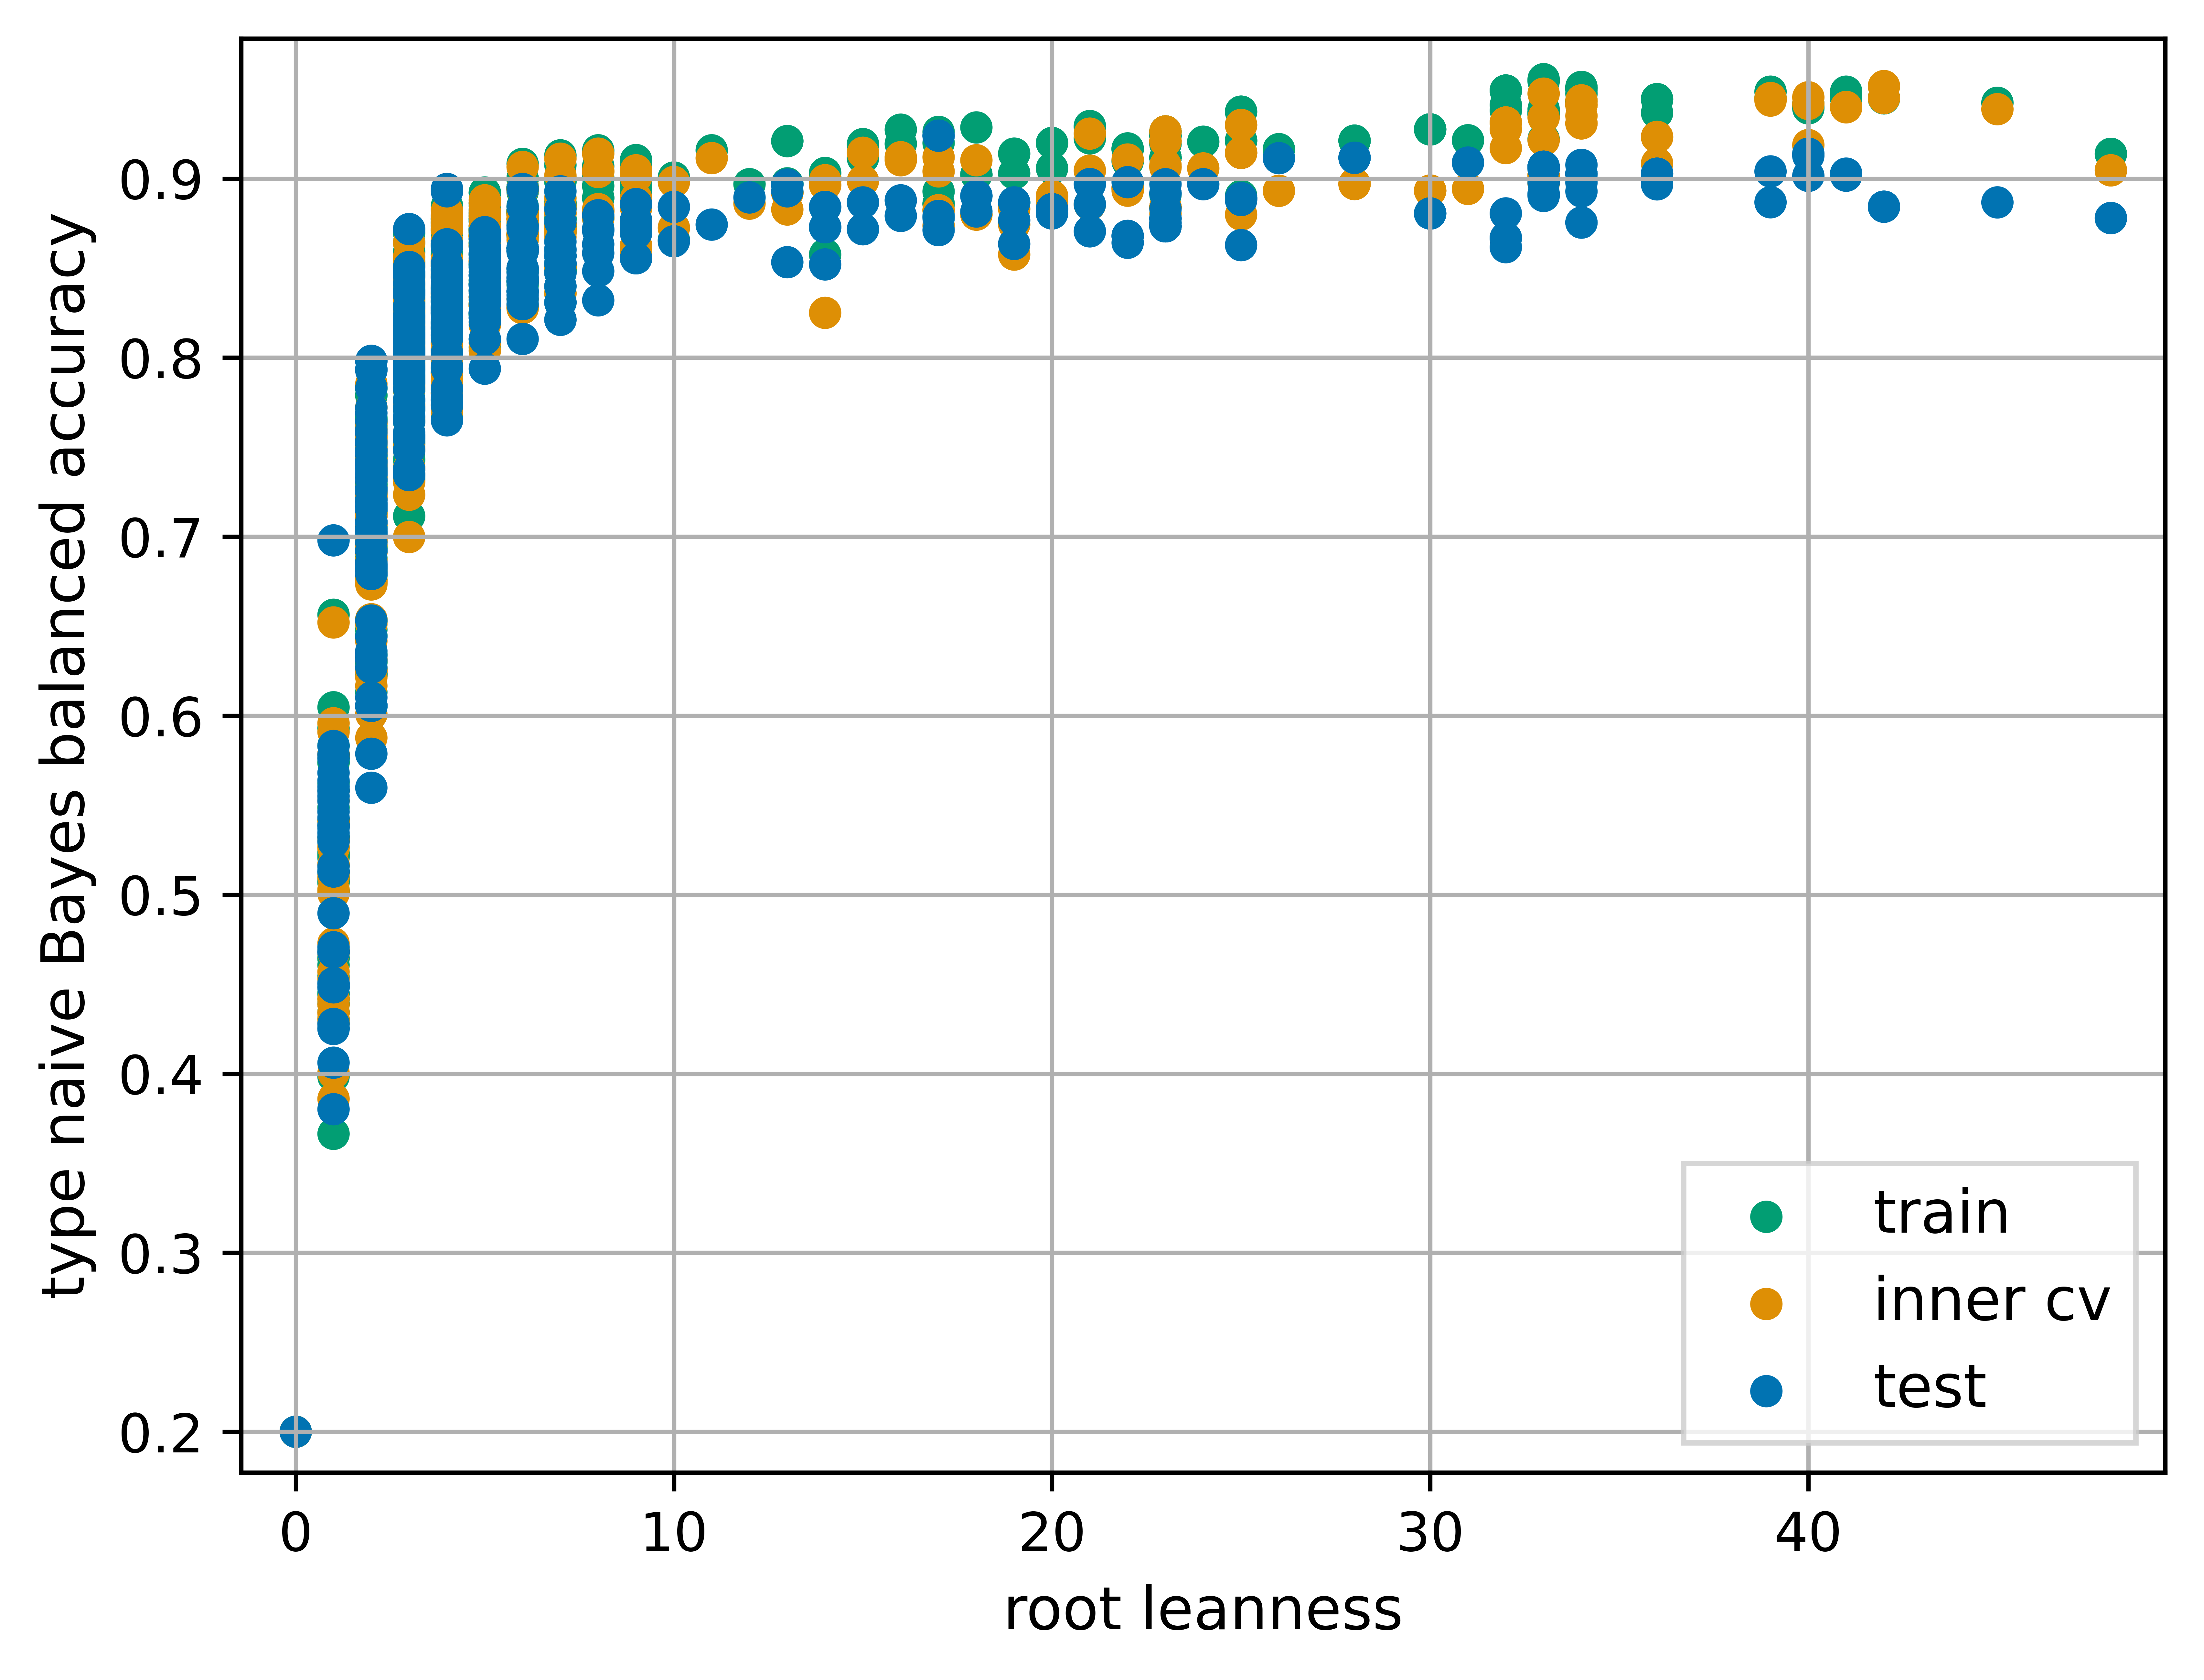 type naive Bayes balanced accuracy
0.9
0.8
0.7
0.6
0.5
0.4
0.3
0.2
train
inner cv
test
0 10 20 30 40
root leanness